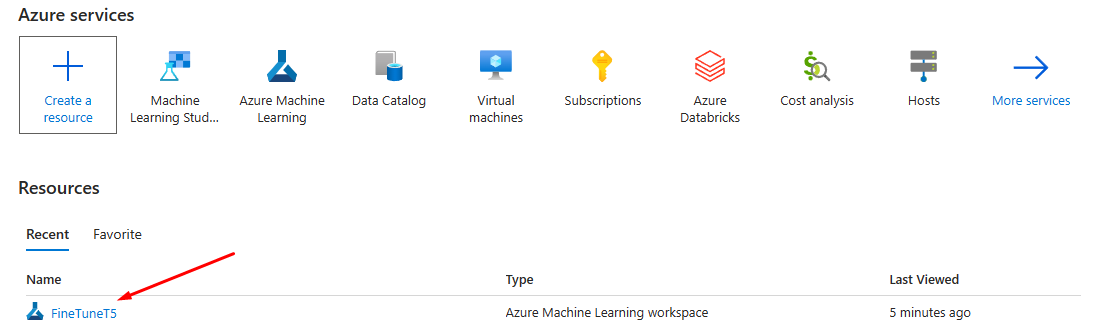 Azure services
Create a
resource
Machine
Learning Stud...
Azure Machine
Learning
Data Catalog
Virtual
machines
Subscriptions
Azure
Databricks
Cost analysis
Hosts
More services
Resources
Recent
Favorite
Name
Type
Last Viewed
FineTuneT5
Azure Machine Learning workspace
5 minutes ago